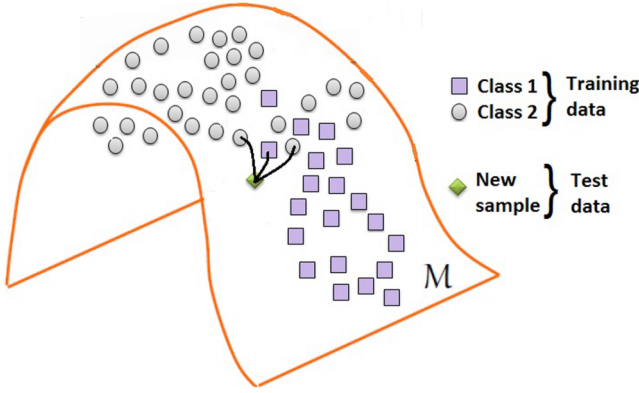 Class 1
Class 2
Training
data
New
sample
Test
data
M